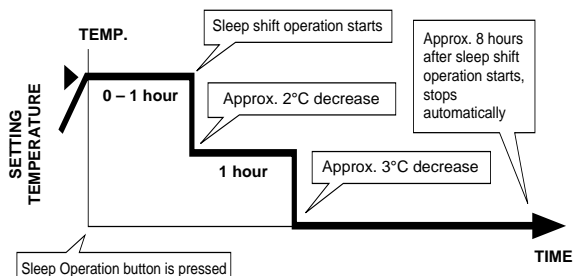 TEMP.
Sleep shift operation starts
Approx. 8 hours
after sleep shift
operation starts,
stops
automatically
0 – 1 hour
Approx. 2°C decrease
SETTING
TEMPERATURE
1 hour
Approx. 3°C decrease
TIME
Sleep Operation button is pressed